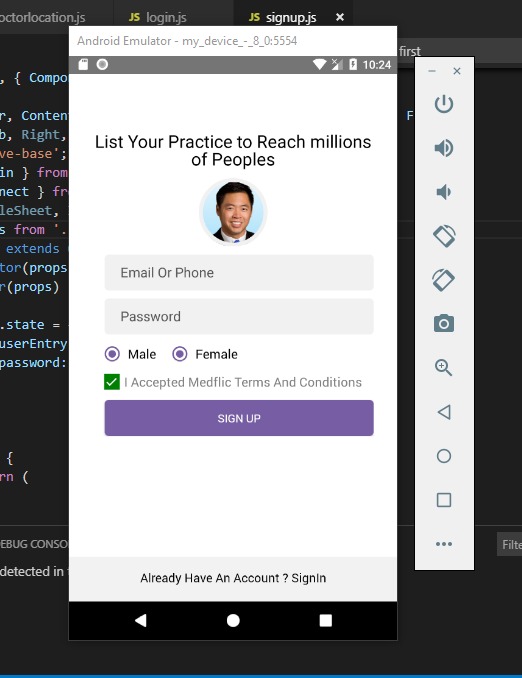 octorlocation.js
JS login.js
JS signup.js
Android Emulator - my_device_-_8_0:5554
first
10:24
, { Compo
r, Conten
F
b, Right,
ve-base';
in } from
nnect } fr
leSheet,
s from '.
extends
tor(props
r(props)
.state =
userEntry
password:
{
rn (
List Your Practice to Reach millions
of Peoples
Email Or Phone
Password
Male Female
I Accepted Medflic Terms And Conditions
SIGN UP
EBUG CONSO
Filte
detected in
Already Have An Account ? SignIn